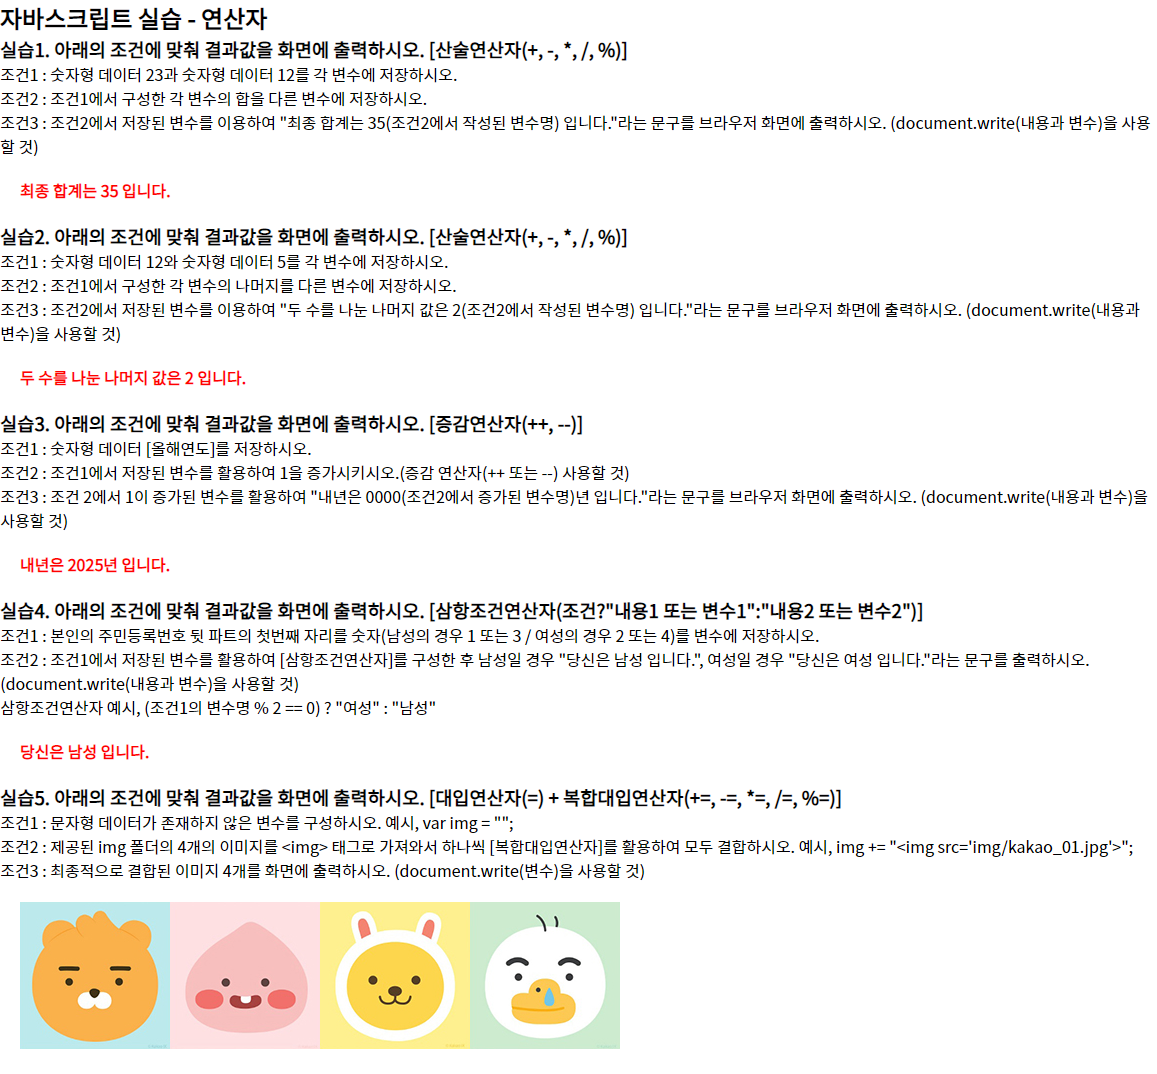 자바스크립트 실습 - 연산자
실습1. 아래의 조건에 맞춰 결과값을 화면에 출력하시오. [산술연산자(+, -, *, /, %)]
조건1 : 숫자형 데이터 23과 숫자형 데이터 12를 각 변수에 저장하시오.
조건2 : 조건1에서 구성한 각 변수의 합을 다른 변수에 저장하시오.
조건3 : 조건2에서 저장된 변수를 이용하여 "최종 합계는 35(조건2에서 작성된 변수명) 입니다."라는 문구를 브라우저 화면에 출력하시오. (document.write(내용과 변수)을 사용
할 것)
최종 합계는 35 입니다.
실습2. 아래의 조건에 맞춰 결과값을 화면에 출력하시오. [산술연산자(+, -, *, /, %)]
조건1 : 숫자형 데이터 12와 숫자형 데이터 5를 각 변수에 저장하시오.
조건2 : 조건1에서 구성한 각 변수의 나머지를 다른 변수에 저장하시오.
조건3 : 조건2에서 저장된 변수를 이용하여 "두 수를 나눈 나머지 값은 2(조건2에서 작성된 변수명) 입니다."라는 문구를 브라우저 화면에 출력하시오. (document.write(내용과
변수)을 사용할 것)
두 수를 나눈 나머지 값은 2 입니다.
실습3. 아래의 조건에 맞춰 결과값을 화면에 출력하시오. [증감연산자(++, --)]
조건1 : 숫자형 데이터 [올해연도]를 저장하시오.
조건2 : 조건1에서 저장된 변수를 활용하여 1을 증가시키시오.(증감 연산자(++ 또는 --) 사용할 것)
조건3 : 조건 2에서 1이 증가된 변수를 활용하여 "내년은 0000(조건2에서 증가된 변수명)년 입니다."라는 문구를 브라우저 화면에 출력하시오. (document.write(내용과 변수)을
사용할 것)
내년은 2025년 입니다.
실습4. 아래의 조건에 맞춰 결과값을 화면에 출력하시오. [삼항조건연산자(조건?"내용1 또는 변수1":"내용2 또는 변수2")]
조건1 : 본인의 주민등록번호 뒷 파트의 첫번째 자리를 숫자(남성의 경우 1 또는 3 / 여성의 경우 2 또는 4)를 변수에 저장하시오.
조건2 : 조건1에서 저장된 변수를 활용하여 [삼항조건연산자]를 구성한 후 남성일 경우 "당신은 남성 입니다.", 여성일 경우 "당신은 여성 입니다."라는 문구를 출력하시오.
(document.write(내용과 변수)을 사용할 것)
삼항조건연산자 예시, (조건1의 변수명 % 2 == 0) ? "여성" : "남성"
당신은 남성 입니다.
실습5. 아래의 조건에 맞춰 결과값을 화면에 출력하시오. [대입연산자(=) + 복합대입연산자(+=, -=, *=, /=, %=)]
조건1 : 문자형 데이터가 존재하지 않은 변수를 구성하시오. 예시, var img = "";
조건2 : 제공된 img 폴더의 4개의 이미지를 <img> 태그로 가져와서 하나씩 [복합대입연산자]를 활용하여 모두 결합하시오. 예시, img += "<img src='img/kakao_01.jpg'>";
조건3 : 최종적으로 결합된 이미지 4개를 화면에 출력하시오. (document.write(변수)을 사용할 것)